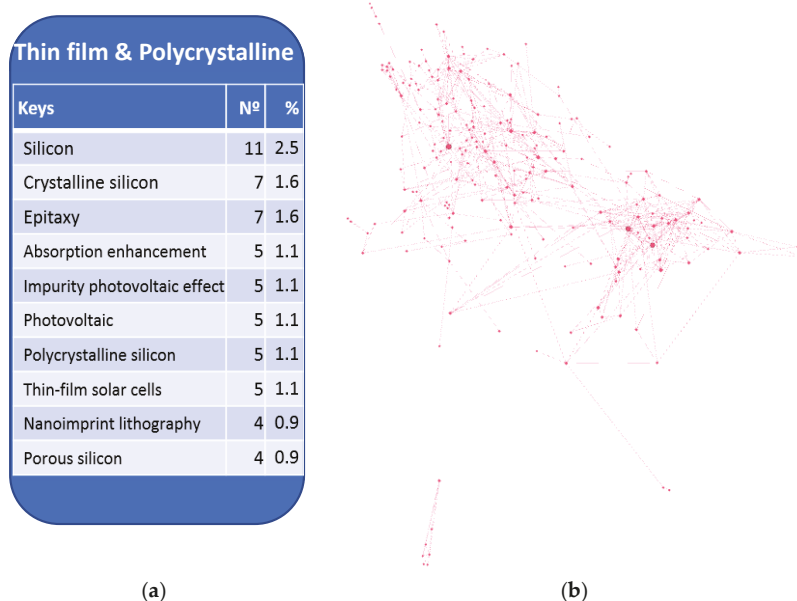 Thin film & Polycrystalline
Keys Nº %
Silicon 11 2.5
Crystalline silicon 7 1.6
Epitaxy 7 1.6
Absorption enhancement 5 1.1
Impurity photovoltaic effect 5 1.1
Photovoltaic 5 1.1
Polycrystalline silicon 5 1.1
Thin-film solar cells 5 1.1
Nanoimprint lithography 4 0.9
Porous silicon 4 0.9
(a) (b)